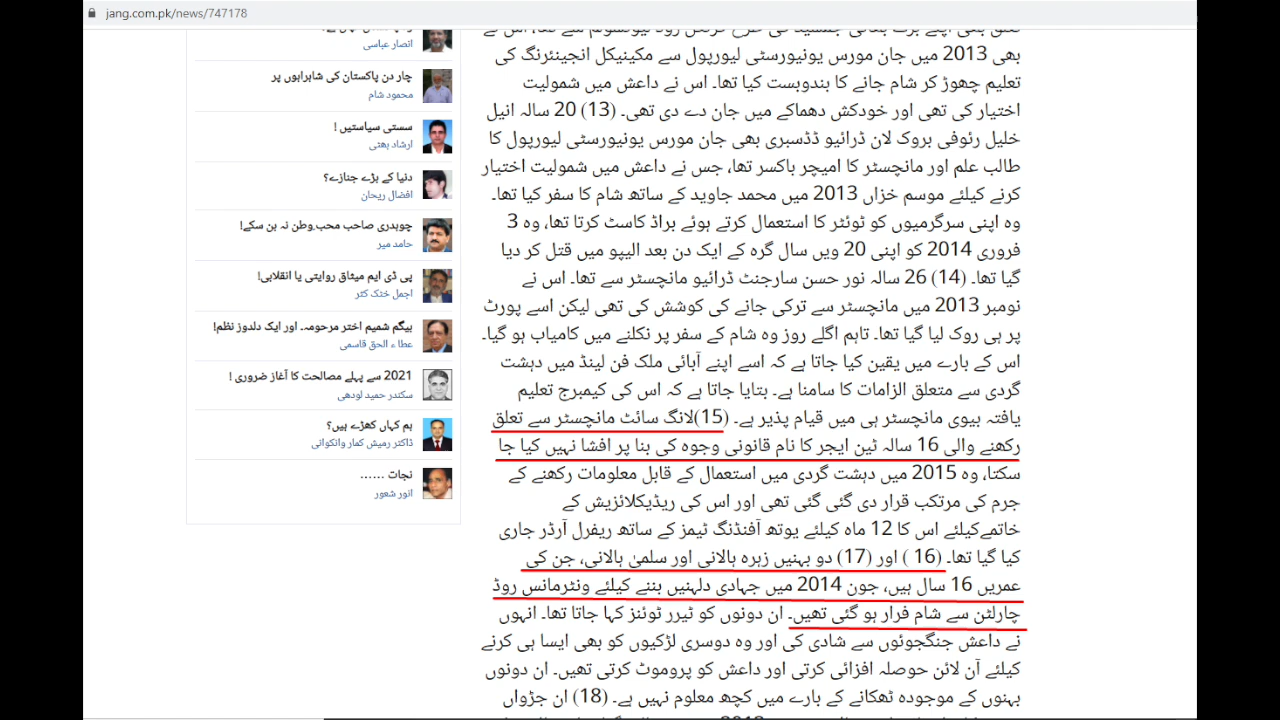 jang.com.pk/news/747178
انصار عباسی
چار دن پاکستان کی شاہراہوں پر
محمود شام
سستی سیاستیں !
ارشاد بھٹی
دنیا کے بڑے جنازے؟
افضال ریحان
چوہدری صاحب محب وطن نہ بن سکے!
حامد میر
پی ڈی ایم میثاق روایتی یا انقلابی!
اجمل خٹک کثر
بیگم شمیم اختر مرحومہ۔ اور ایک دلدوز نظم!
عطا ء الحق قاسمی
2021 سے پہلے مصالحت کا آغاز ضروری !
سکندر حمید لودھی
ہم کہاں کھڑے ہیں؟
ڈاکٹر رمیش کمار وانکوانی
نجات ......
انور شعور
بھی 2013 میں جان مورس یونیورسٹی لیورپول سے مکینیکل انجینئرنگ کی
تعلیم چھوڑ کر شام جانے کا بندوبست کیا تھا۔ اس نے داعش میں شمولیت
اختیار کی تھی اور خودکش دھماکے میں جان دے دی تھی۔ (13) 20 سالہ انیل
خلیل رئوفی بروک لان ڈرائیو ڈڈسبری بھی جان مورس یونیورسٹی لیورپول کا
طالب علم اور مانچسٹر کا امیچر باکسر تھا، جس نے داعش میں شمولیت اختیار
کرنے کیلئے موسم خزاں 2013 میں محمد جاوید کے ساتھ شام کا سفر کیا تھا۔
وہ اپنی سرگرمیوں کو ٹوئٹر کا استعمال کرتے ہوئے براڈ کاسٹ کرتا تھا، وہ 3
فروری 2014 کو اپنی 20 ویں سال گرہ کے ایک دن بعد الیپو میں قتل کر دیا
گیا تھا۔ (14) 26 سالہ نور حسن سارجنٹ ڈرائیو مانچسٹر سے تھا۔ اس نے
نومبر 2013 میں مانچسٹر سے ترکی جانے کی کوشش کی تھی لیکن اسے پورٹ
پر ہی روک لیا گیا تھا۔ تاہم اگلے روز وہ شام کے سفر پر نکلنے میں کامیاب ہو گیا۔
اس کے بارے میں یقین کیا جاتا ہے کہ اسے اپنے آبائی ملک فن لینڈ میں دہشت
گردی سے متعلق الزامات کا سامنا ہے۔ بتایا جاتا ہے کہ اس کی کیمبرج تعلیم
یافتہ بیوی مانچسٹر ہی میں قیام پذیر ہے۔ (15)لانگ سائٹ مانچسٹر سے تعلق
رکھنے والی 16 سالہ ٹین ایجر کا نام قانونی وجوہ کی بنا پر افشا نہیں کیا جا
سکتا، وہ 2015 میں دہشت گردی میں استعمال کے قابل معلومات رکھنے کے
جرم کی مرتکب قرار دی گئی تھی اور اس کی ریڈیکلائزیش کے
خاتمےکیلئے اس کا 12 ماہ کیلئے یوتھ آفنڈنگ ٹیمز کے ساتھ ریفرل آرڈر جاری
کیا گیا تھا۔ (16 ) اور (17) دو بہنیں زہرہ ہالانی اور سلمیٰ ہالانی، جن کی
عمریں 16 سال ہیں، جون 2014 میں جہادی دلہنیں بننے کیلئے ونٹرمانس روڈ
چارلٹن سے شام فرار ہو گئی تھیں۔ ان دونوں کو ٹیرر ٹوئنز کہا جاتا تھا۔ انہوں
نے داعش جنگجوئوں سے شادی کی اور وہ دوسری لڑکیوں کو بھی ایسا ہی کرنے
کیلئے آن لائن حوصلہ افزائی کرتی اور داعش کو پروموٹ کرتی تھیں۔ ان دونوں
بہنوں کے موجودہ ٹھکانے کے بارے میں کچھ معلوم نہیں ہے۔ (18) ان جڑواں